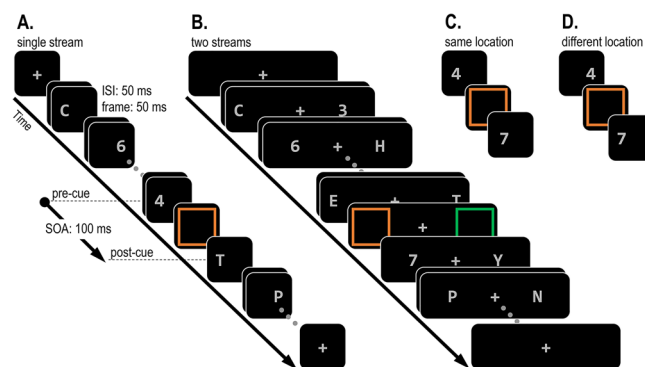 A.
single stream
+
C
ISI: 50 ms
frame: 50 ms
6
Time
pre-cue
4
SOA: 100 ms
post-cue
T
P
+
B.
two streams
+
C + 3
6 + H
E + T
+
7 + Y
P + N
+
C.
same location
4
7
D.
different location
4
7